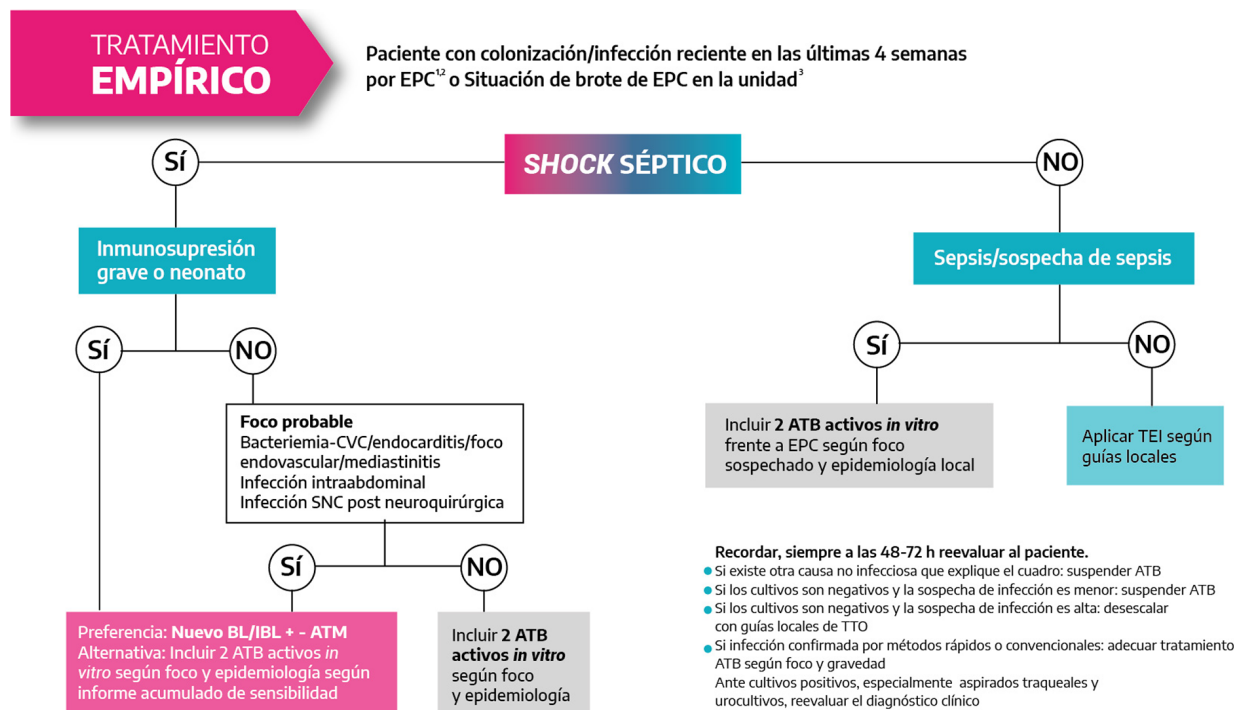 TRATAMIENTO
EMPÍRICO
Paciente con colonización/infección reciente en las últimas 4 semanas
por EPC¹,² o Situación de brote de EPC en la unidad³
SHOCK SÉPTICO
SÍ
NO
Inmunosupresión
grave o neonato
Sepsis/sospecha de sepsis
SÍ
NO
SÍ
NO
Foco probable
Bacteriemia-CVC/endocarditis/foco
endovascular/mediastinitis
Infección intraabdominal
Infección SNC post neuroquirúrgica
Incluir 2 ATB activos in vitro
frente a EPC según foco
sospechado y epidemiología local
Aplicar TEI según
guías locales
SÍ
NO
Preferencia: Nuevo BL/IBL + - ATM
Alternativa: Incluir 2 ATB activos in
vitro según foco y epidemiología según
informe acumulado de sensibilidad
Incluir 2 ATB
activos in vitro
según foco
y epidemiología
Recordar, siempre a las 48-72 h reevaluar al paciente.
Si existe otra causa no infecciosa que explique el cuadro: suspender ATB
Si los cultivos son negativos y la sospecha de infección es menor: suspender ATB
Si los cultivos son negativos y la sospecha de infección es alta: desescalar
con guías locales de TTO
Si infección confirmada por métodos rápidos o convencionales: adecuar tratamiento
ATB según foco y gravedad
Ante cultivos positivos, especialmente aspirados traqueales y
urocultivos, reevaluar el diagnóstico clínico